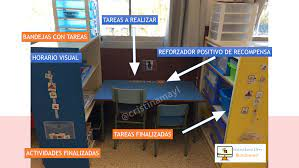 TAREAS A REALIZAR
BANDEJAS CON TAREAS
REFORZADOR POSITIVO DE RECOMPENSA
HORARIO VISUAL
@cristinamayl
TAREAS FINALIZADAS
ACTIVIDADES FINALIZADAS